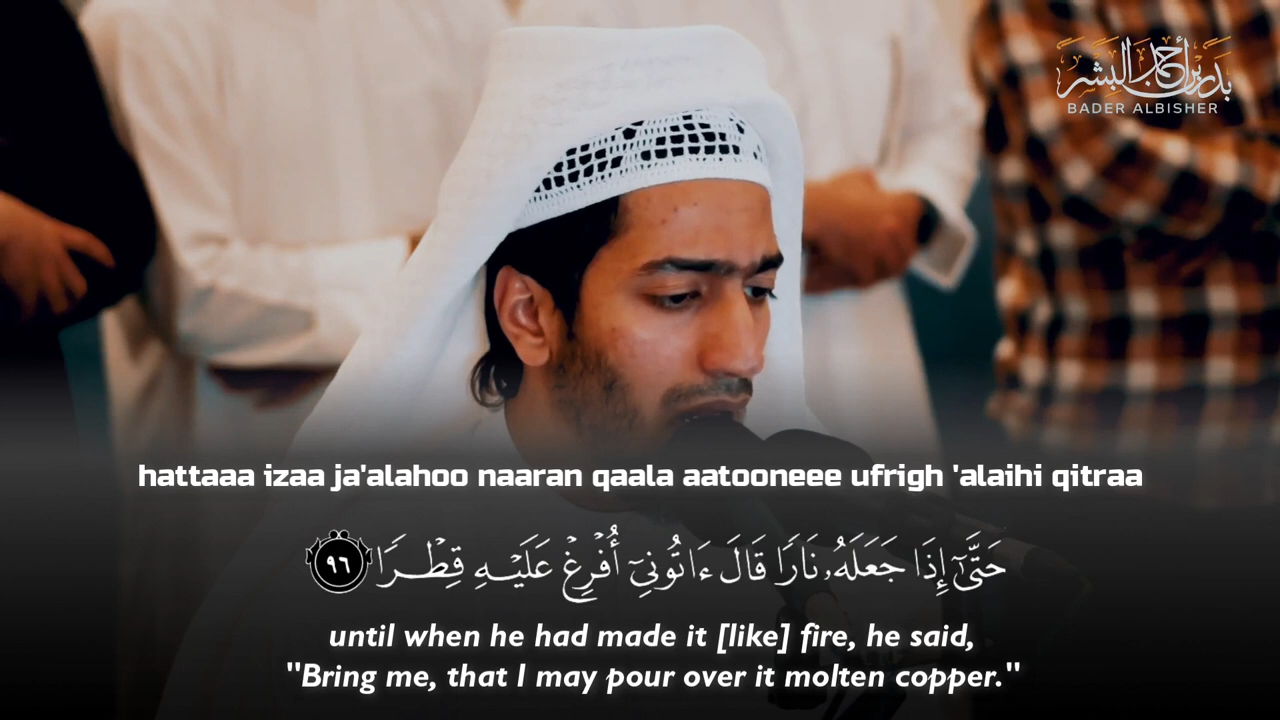 بدر بن أحمد البشر
BADER ALBISHER
hattaaa izaa ja'alahoo naaran qaala aatooneee ufrigh 'alaihi qitraa
حَتَّىٰٓ إِذَا جَعَلَهُۥ نَارًا قَالَ ءَاتُونِىٓ أُفْرِغْ عَلَيْهِ قِطْرًا ٩٦
until when he had made it [like] fire, he said,
"Bring me, that I may pour over it molten copper."